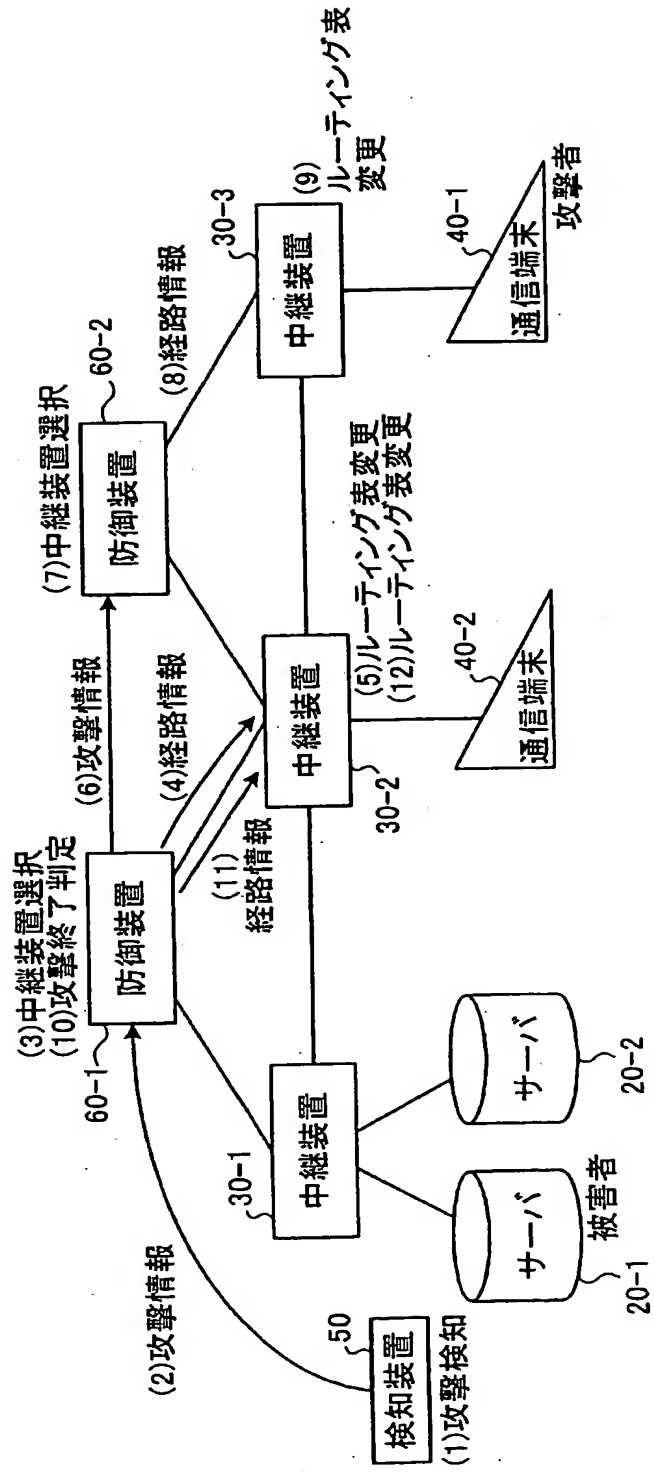 (3)中継装置選択
(10)攻撃終了判定
60-1
防御装置
(6)攻撃情報
(7)中継装置選択
防御装置
60-2
(2)攻撃情報
(4)経路情報
(11)
経路情報
(8)経路情報
30-1
中継装置
中継装置
30-2
(5)ルーティング表変更
(12)ルーティング表変更
30-3
中継装置
(9)
ルーティング表
変更
50
検知装置
(1)攻撃検知
サーバ
20-1
被害者
サーバ
20-2
40-2
通信端末
40-1
通信端末
攻撃者